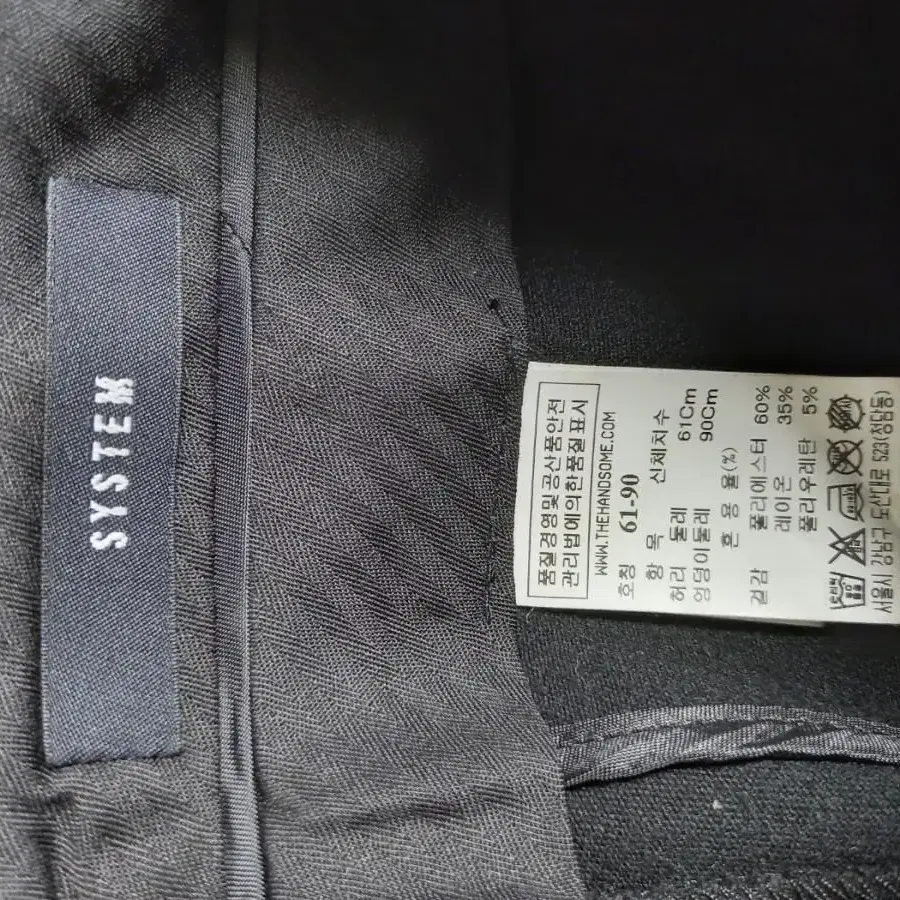 SYSTEM
품질경영및공산품안전
관리법에의한품질표시
WWW.THEHANDSOME.COM
호칭 61-90
항 목 신체치수
허리 둘레 61Cm
엉덩이둘레 90Cm
혼 용 율(%)
겉감 폴리에스터 60%
레이온 35%
폴리우레탄 5%
드라이
서울시 강남구 도산대로 523(청담동)